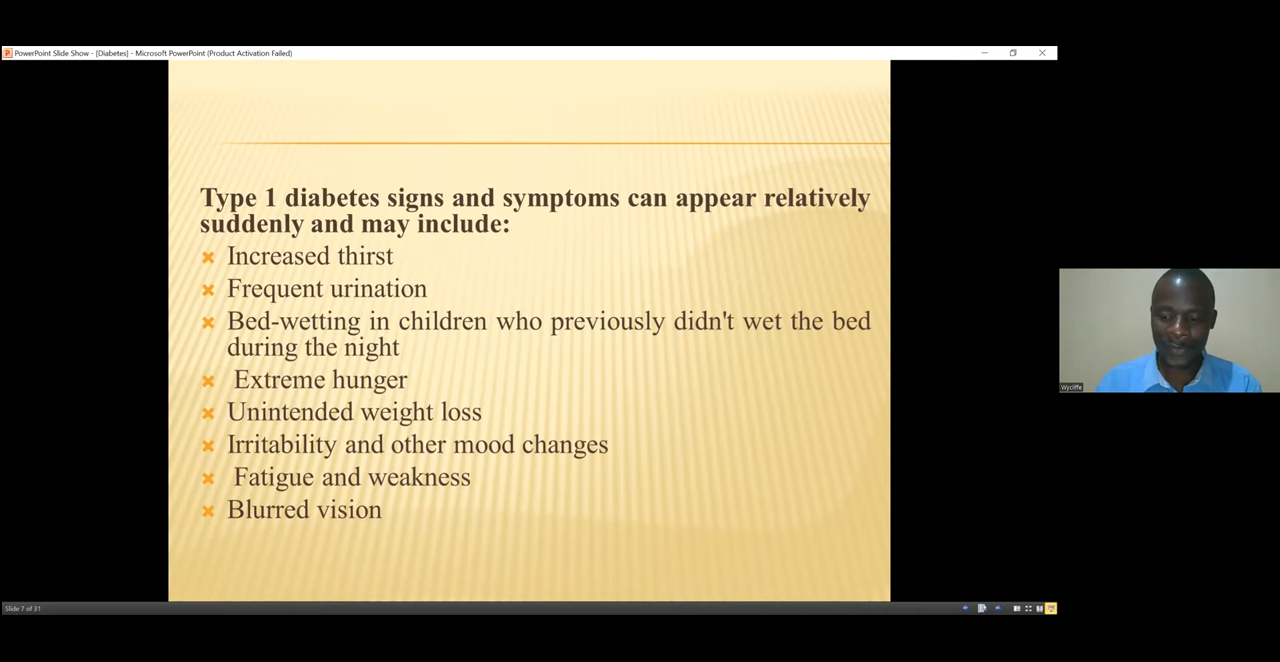 PowerPoint Slide Show - [Diabetes] - Microsoft PowerPoint (Product Activation Failed)
Type 1 diabetes signs and symptoms can appear relatively
suddenly and may include:
Increased thirst
Frequent urination
Bed-wetting in children who previously didn't wet the bed
during the night
Extreme hunger
Unintended weight loss
Irritability and other mood changes
Fatigue and weakness
Blurred vision
Wycliffe
Slide 7 of 31